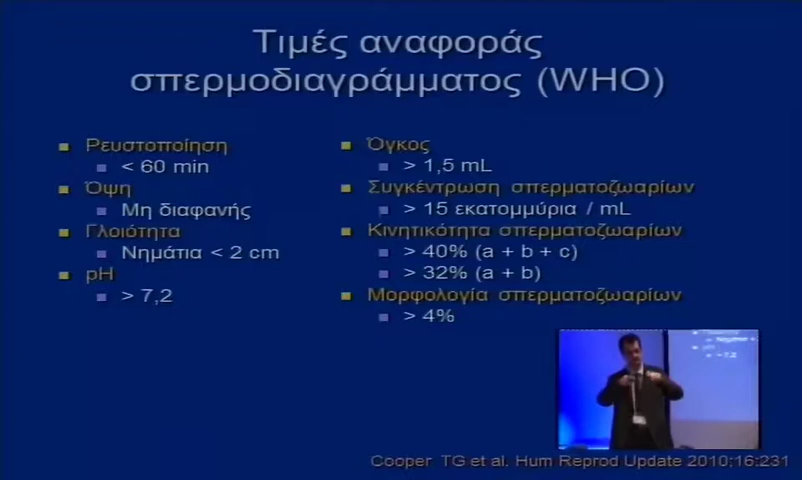 Τιμές αναφοράς
σπερμοδιαγράμματος (WHO)
Ρευστοποίηση
< 60 min
Όψη
Μη διαφανής
Γλοιότητα
Νημάτια < 2 cm
pH
> 7,2
Όγκος
> 1,5 mL
Συγκέντρωση σπερματοζωαρίων
> 15 εκατομμύρια / mL
Κινητικότητα σπερματοζωαρίων
> 40% (a + b + c)
> 32% (a + b)
Μορφολογία σπερματοζωαρίων
> 4%
Cooper TG et al. Hum Reprod Update 2010;16:231